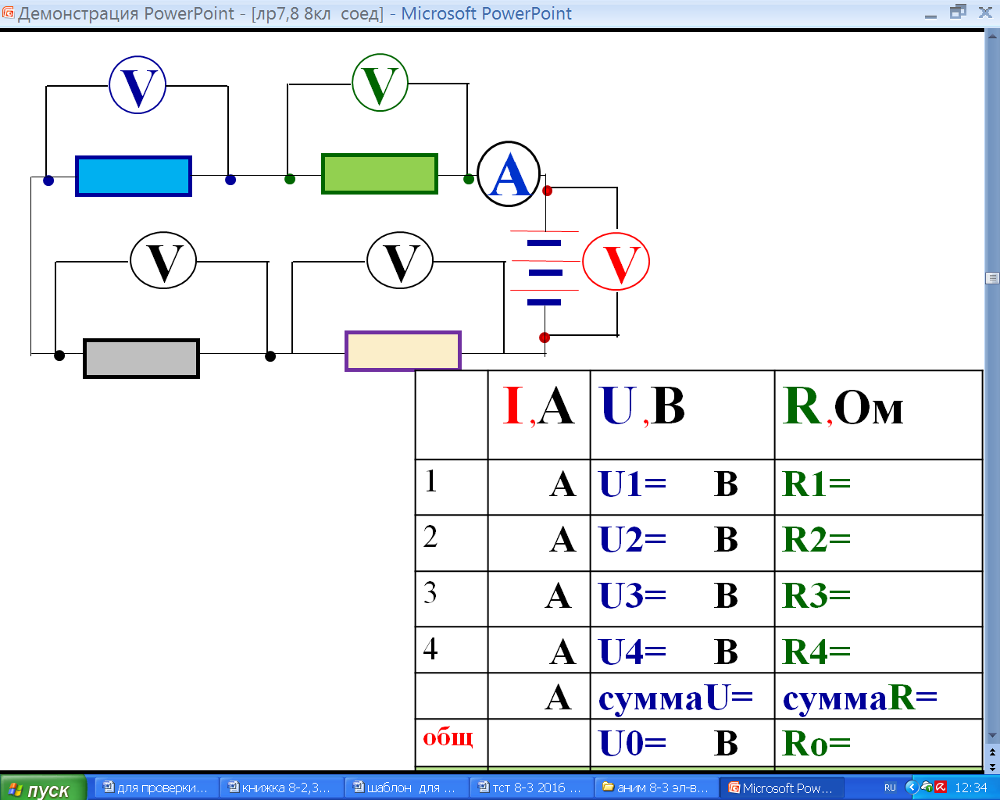 Демонстрация PowerPoint - [лр7,8 8кл соед] - Microsoft PowerPoint
V
V
A
V
V
V
I ,А U ,В R ,Ом
1 А U1= В R1=
2 А U2= В R2=
3 А U3= В R3=
4 А U4= В R4=
А суммаU= суммаR=
общ U0= В Ro=
пуск для проверки... книжка 8-2,3... шаблон для ... тст 8-3 2016 ... аним 8-3 эл-в... Microsoft Pow... RU 12:34